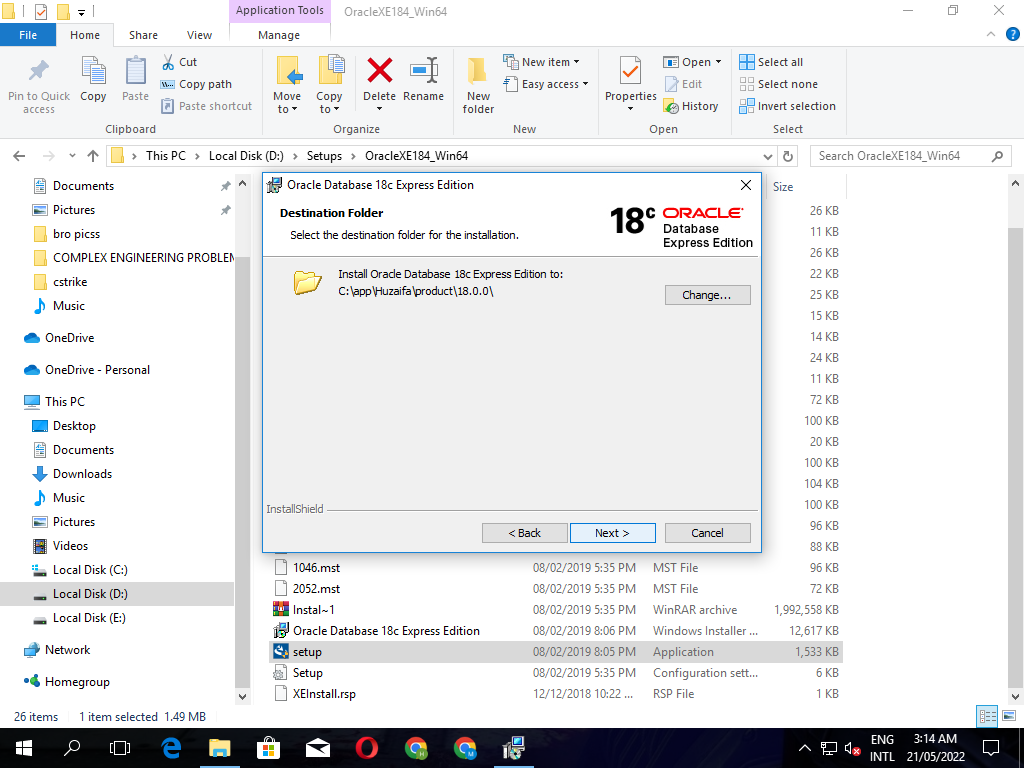 Application Tools
OracleXE184_Win64
File
Home
Share
View
Manage
Pin to Quick access
Copy
Paste
Cut
Copy path
Paste shortcut
Clipboard
Move to
Copy to
Delete
Rename
Organize
New folder
New item
Easy access
New
Properties
Open
Edit
History
Open
Select all
Select none
Invert selection
Select
This PC > Local Disk (D:) > Setups > OracleXE184_Win64
Search OracleXE184_Win64
Documents
Pictures
bro picss
COMPLEX ENGINEERING PROBLEM
cstrike
Music
OneDrive
OneDrive - Personal
This PC
Desktop
Documents
Downloads
Music
Pictures
Videos
Local Disk (C:)
Local Disk (D:)
Local Disk (E:)
Network
Homegroup
Oracle Database 18c Express Edition
Destination Folder
Select the destination folder for the installation.
18c ORACLE
Database
Express Edition
Install Oracle Database 18c Express Edition to:
C:\app\Huzaifa\product\18.0.0\
Change...
InstallShield
< Back
Next >
Cancel
Size
26 KB
11 KB
26 KB
22 KB
25 KB
15 KB
14 KB
24 KB
11 KB
72 KB
100 KB
20 KB
100 KB
104 KB
100 KB
96 KB
88 KB
1046.mst 08/02/2019 5:35 PM MST File 96 KB
2052.mst 08/02/2019 5:35 PM MST File 72 KB
Instal~1 08/02/2019 5:35 PM WinRAR archive 1,992,558 KB
Oracle Database 18c Express Edition 08/02/2019 8:06 PM Windows Installer ... 12,617 KB
setup 08/02/2019 8:05 PM Application 1,533 KB
Setup 08/02/2019 5:35 PM Configuration sett... 6 KB
XEInstall.rsp 12/12/2018 10:22 ... RSP File 1 KB
26 items 1 item selected 1.49 MB
ENG
INTL
3:14 AM
21/05/2022